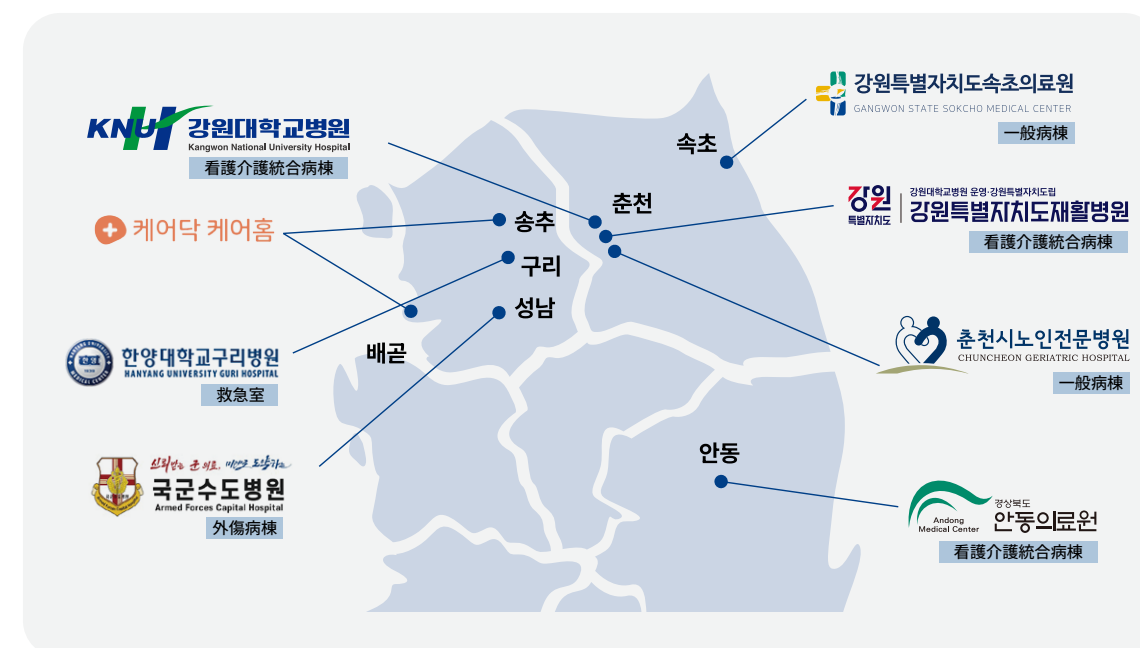 KNUH 강원대학교병원
Kangwon National University Hospital
看護介護統合病棟
케어닥 케어홈
한양대학교구리병원
HANYANG UNIVERSITY GURI HOSPITAL
救急室
국군수도병원
Armed Forces Capital Hospital
外傷病棟
속초
춘천
송추
구리
성남
배곧
안동
강원특별자치도속초의료원
GANGWON STATE SOKCHO MEDICAL CENTER
一般病棟
강원
특별자치도
강원대학교병원 운영·강원특별자치도립
강원특별자치도재활병원
看護介護統合病棟
춘천시노인전문병원
CHUNCHEON GERIATRIC HOSPITAL
一般病棟
Andong
Medical Center
경상북도
안동의료원
看護介護統合病棟